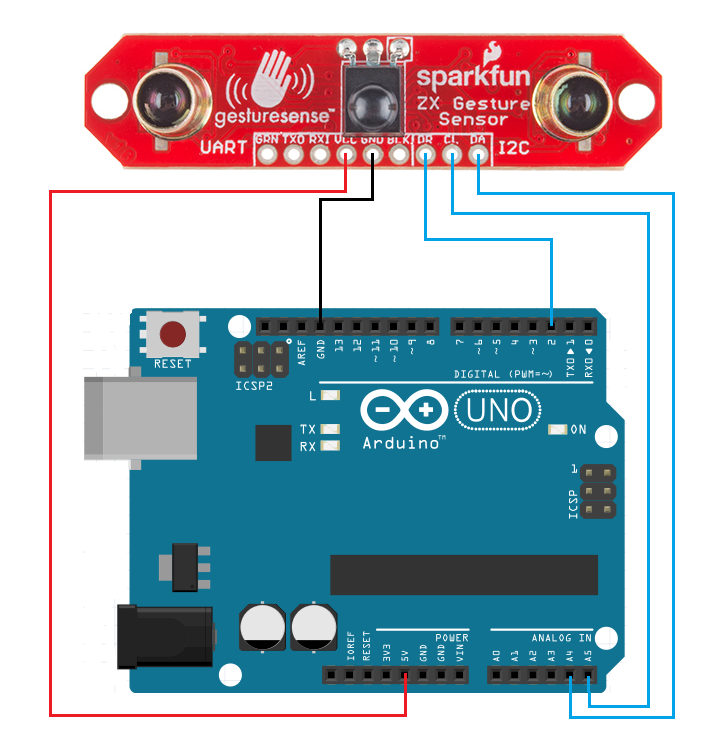 gesturesense™
sparkfun
ZX Gesture
Sensor
UART
GRN TXO RXI VCC GND BLK DR CL DA
I2C
RESET
ICSP2
AREF
GND
13
12
~11
~10
~9
8
7
~6
~5
4
~3
2
TXO ▶ 1
RXO ◀ 0
DIGITAL (PWM=~)
L
TX
RX
Arduino™
UNO
ON
1
ICSP
IOREF
RESET
3V3
5V
GND
GND
VIN
POWER
ANALOG IN
A0
A1
A2
A3
A4
A5